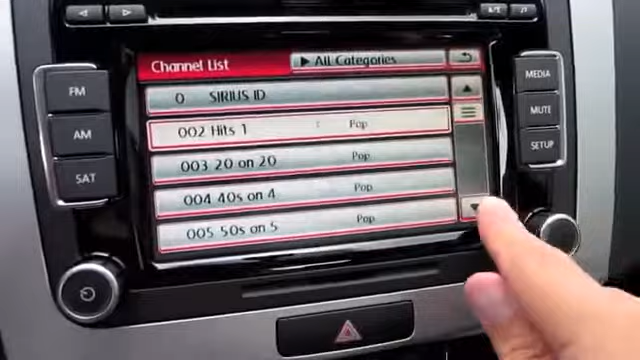 Channel List
All Categories
0 SIRIUS ID
002 Hits 1 Pop
003 20 on 20 Pop
004 40s on 4 Pop
005 50s on 5 Pop
FM
AM
SAT
MEDIA
MUTE
SETUP